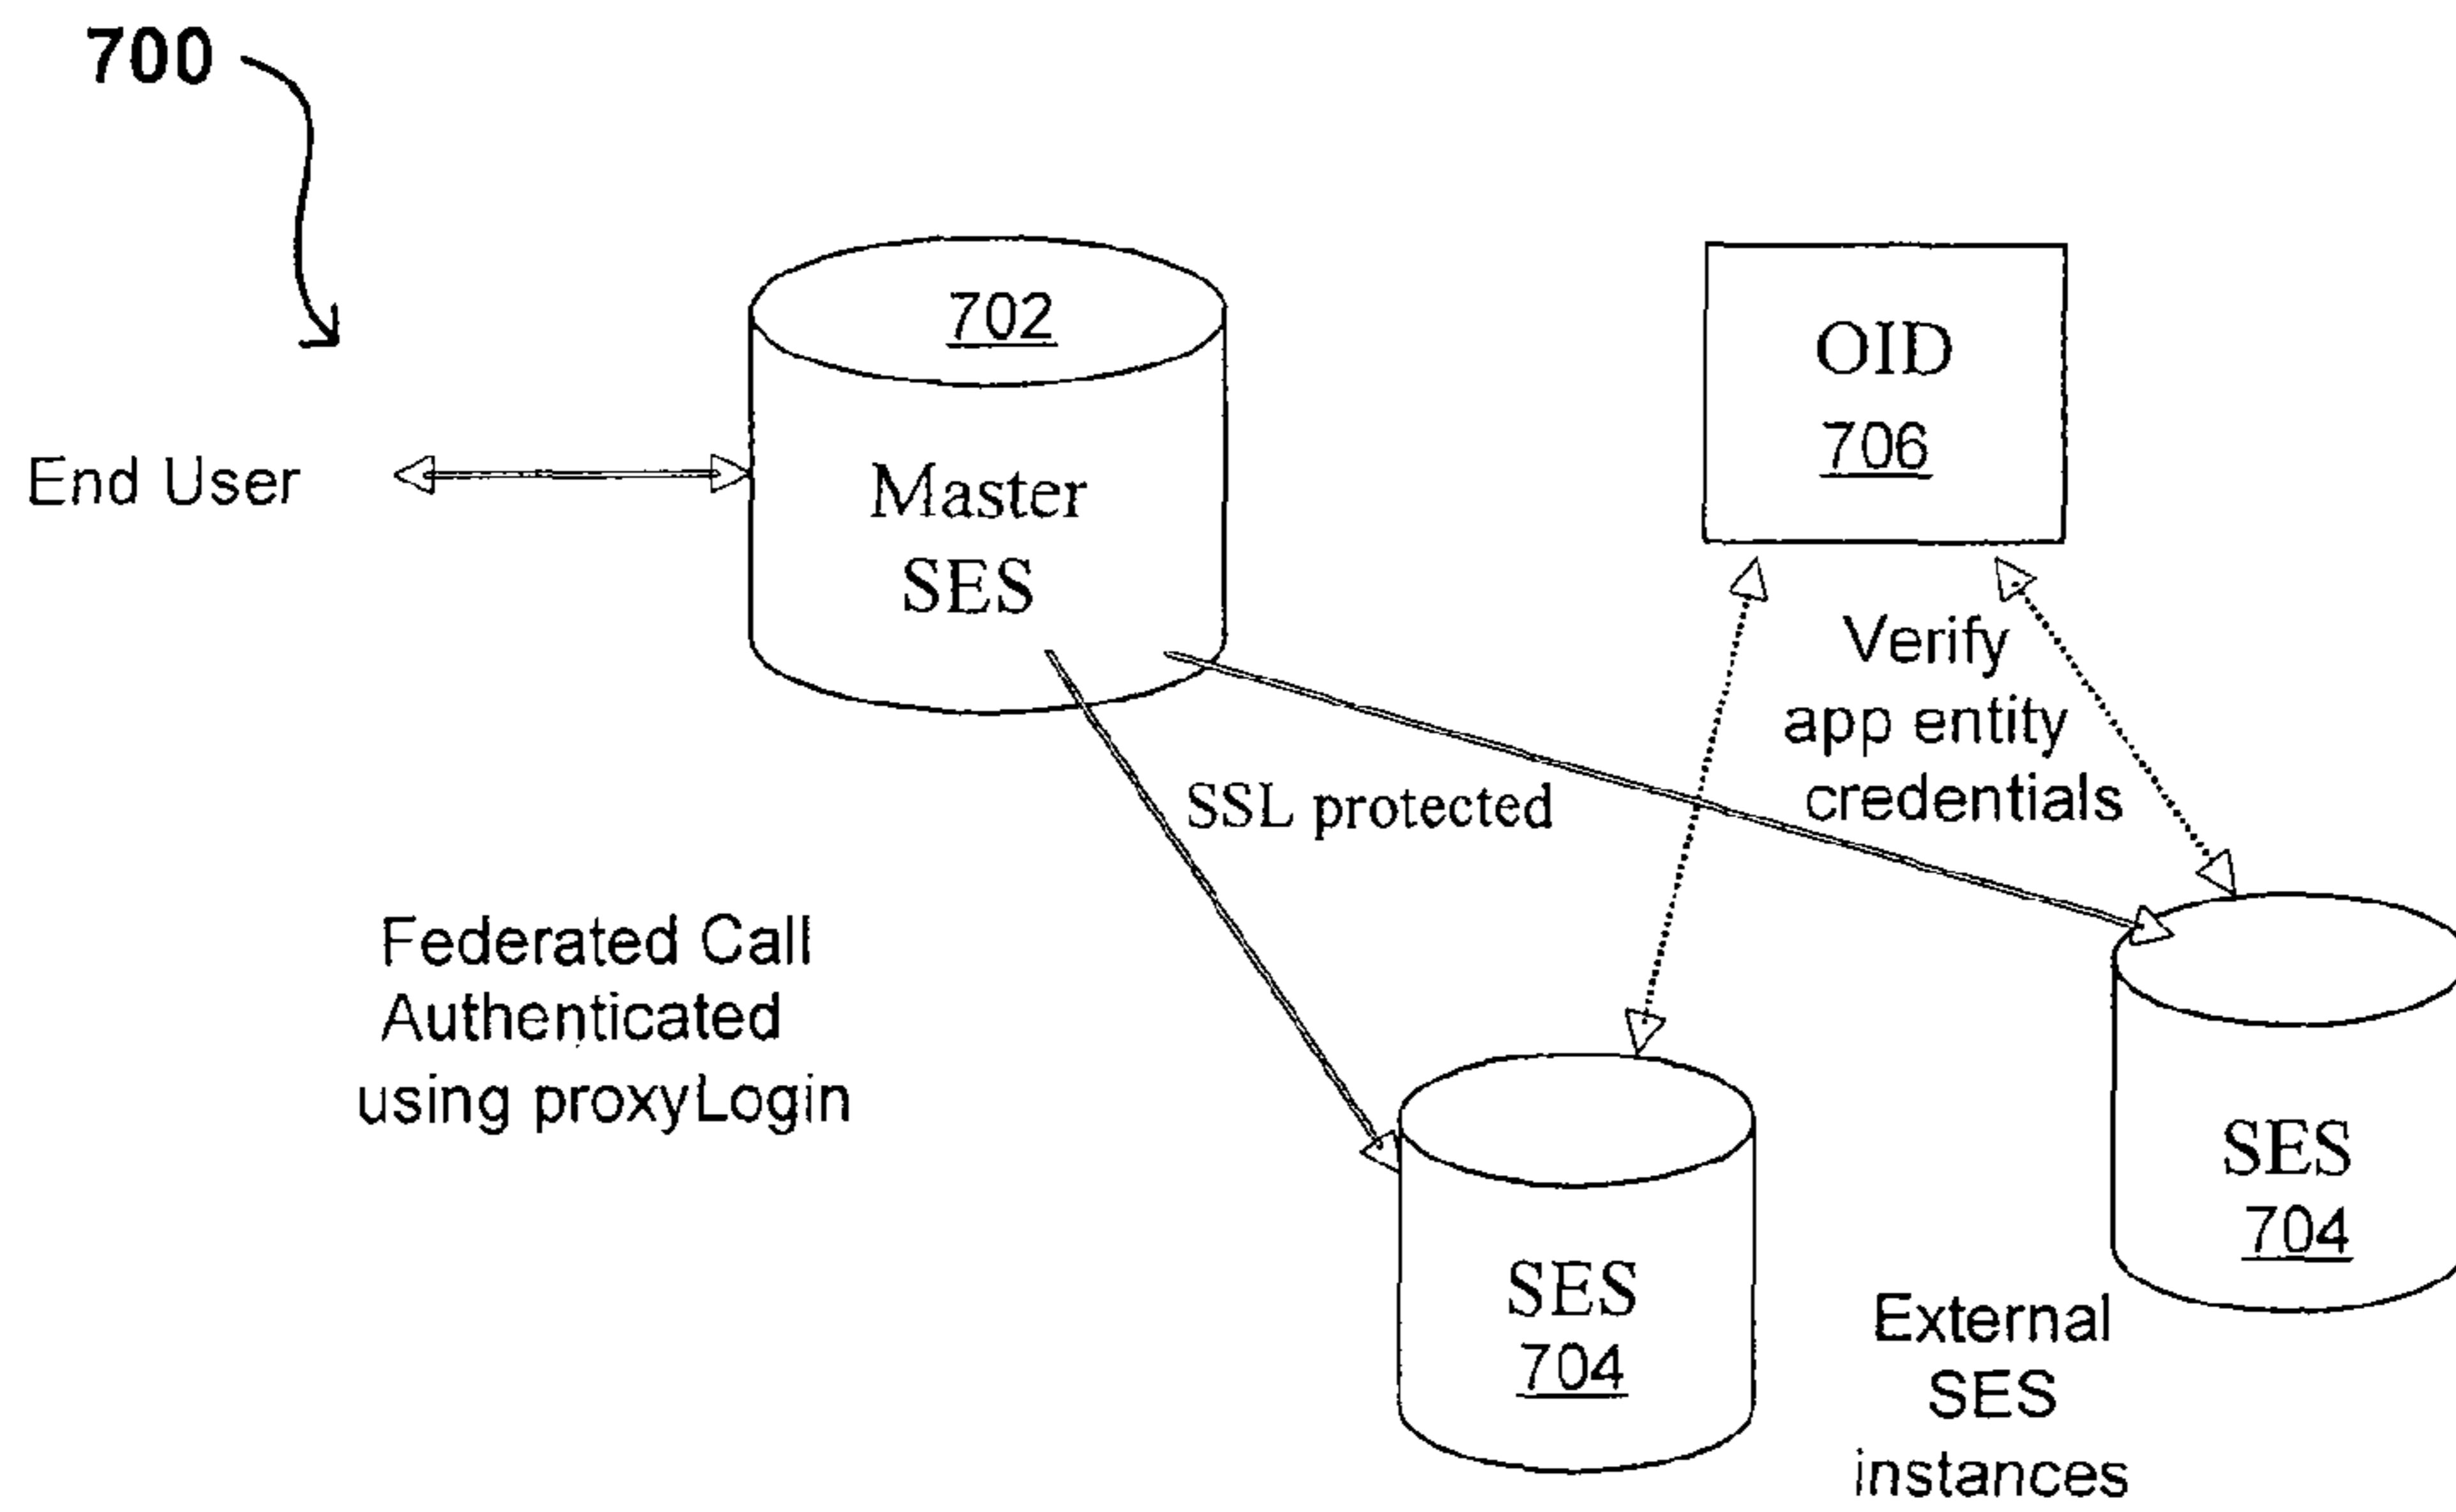 700
702
Master
SES
End User
OID
706
Verify
app entity
credentials
SSL protected
Federated Call
Authenticated
using proxyLogin
SES
704
SES
704
External
SES
instances